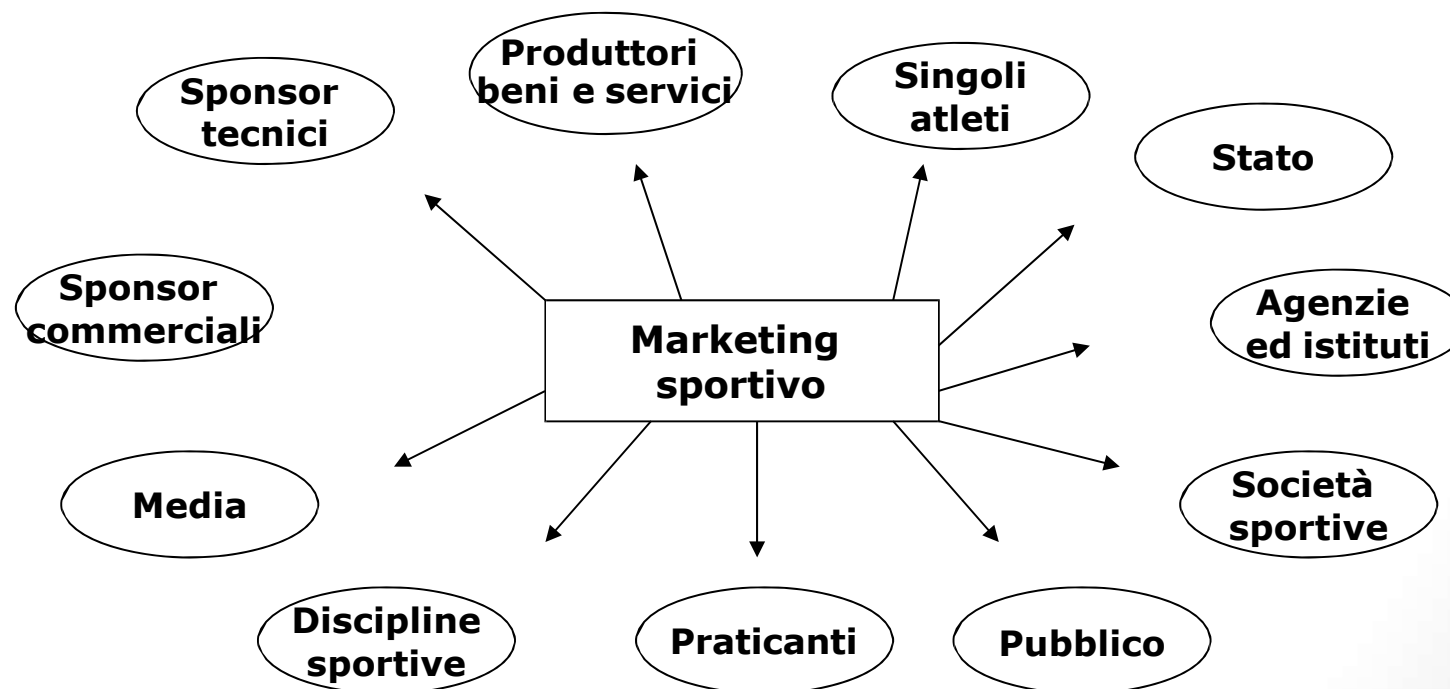 Produttori
beni e servizi
Sponsor
tecnici
Singoli
atleti
Stato
Sponsor
commerciali
Agenzie
ed istituti
Marketing
sportivo
Media
Società
sportive
Discipline
sportive
Praticanti
Pubblico